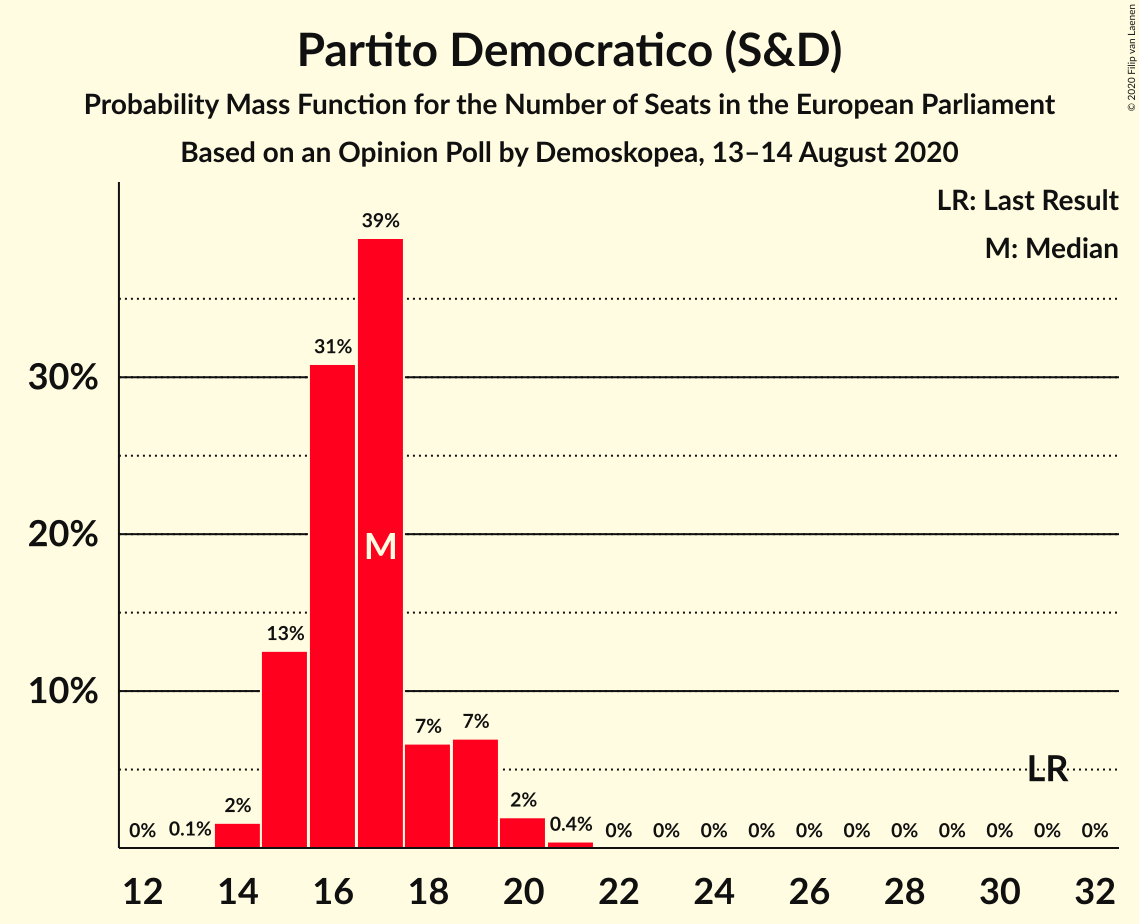 Partito Democratico (S&D)
Probability Mass Function for the Number of Seats in the European Parliament
Based on an Opinion Poll by Demoskopea, 13–14 August 2020
© 2020 Filip van Laenen
LR: Last Result
M: Median
39%
31%
30%
20%
M
13%
10%
7% 7%
LR
0% 0.1% 2% 2% 0.4% 0% 0% 0% 0% 0% 0% 0% 0% 0% 0% 0%
12 14 16 18 20 22 24 26 28 30 32